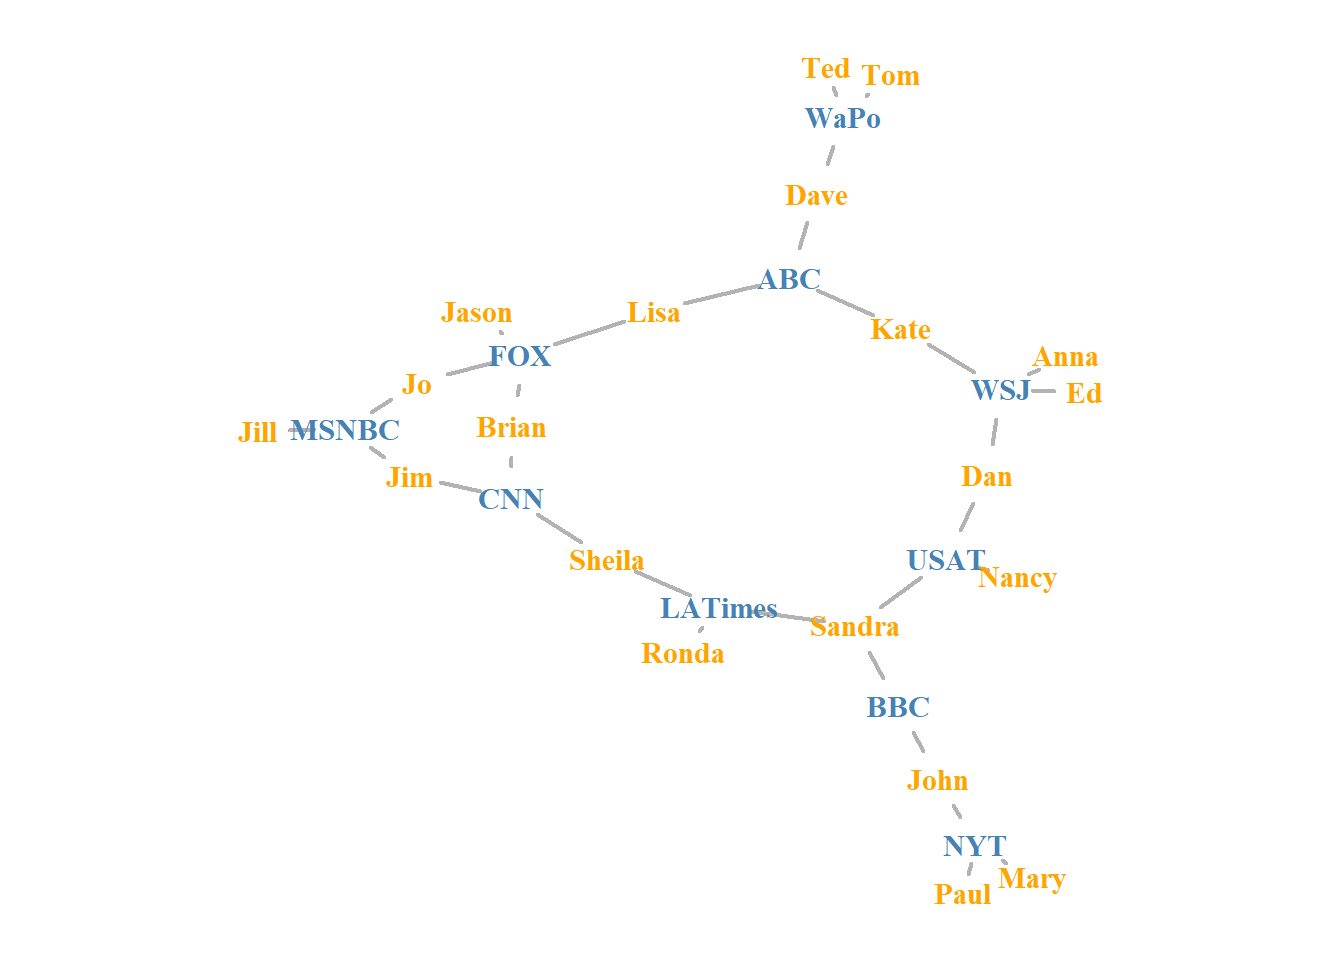 Ted
Tom
WaPo
Dave
ABC
Jason
Lisa
Kate
FOX
Anna
WSJ
Ed
Jo
Jill
MSNBC
Brian
Jim
Dan
CNN
Sheila
USAT
Nancy
LATimes
Sandra
Ronda
BBC
John
NYT
Mary
Paul